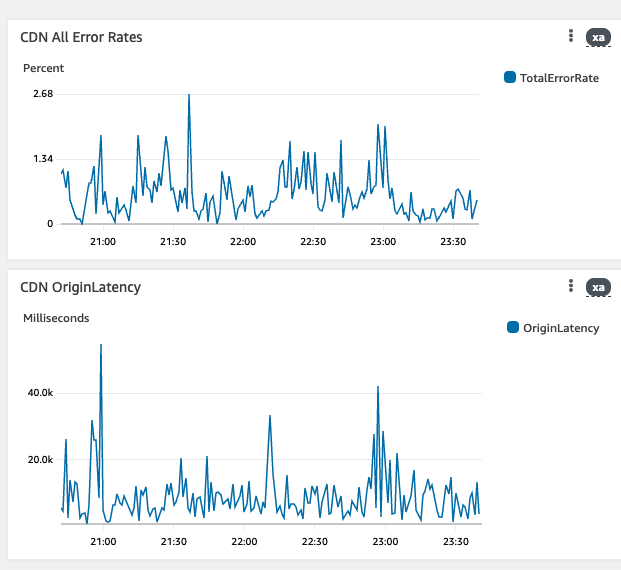 CDN All Error Rates
xa
Percent
TotalErrorRate
2.68
1.34
0
21:00 21:30 22:00 22:30 23:00 23:30
CDN OriginLatency
xa
Milliseconds
OriginLatency
40.0k
20.0k
21:00 21:30 22:00 22:30 23:00 23:30